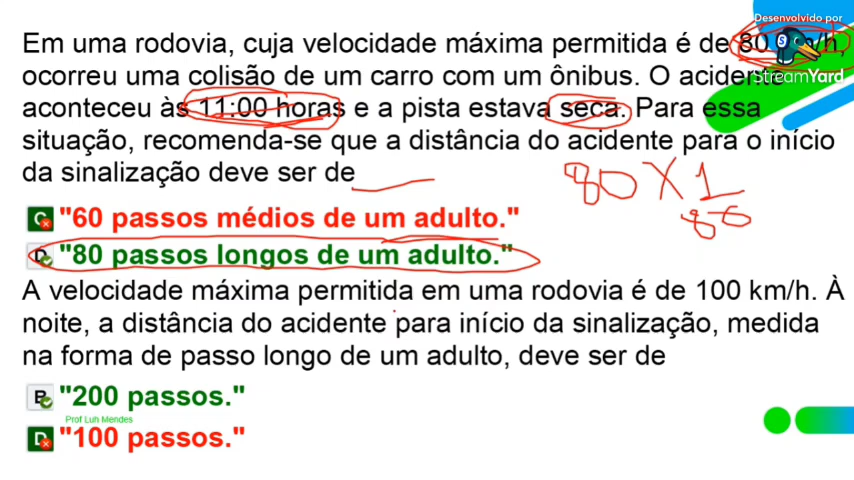 Desenvolvido por
StreamYard
Em uma rodovia, cuja velocidade máxima permitida é de 80 km/h,
ocorreu uma colisão de um carro com um ônibus. O acidente
aconteceu às 11:00 horas e a pista estava seca. Para essa
situação, recomenda-se que a distância do acidente para o início
da sinalização deve ser de
80 X 1
80
C "60 passos médios de um adulto."
D "80 passos longos de um adulto."
A velocidade máxima permitida em uma rodovia é de 100 km/h. À
noite, a distância do acidente para início da sinalização, medida
na forma de passo longo de um adulto, deve ser de
B "200 passos."
Prof Luh Mendes
D "100 passos."